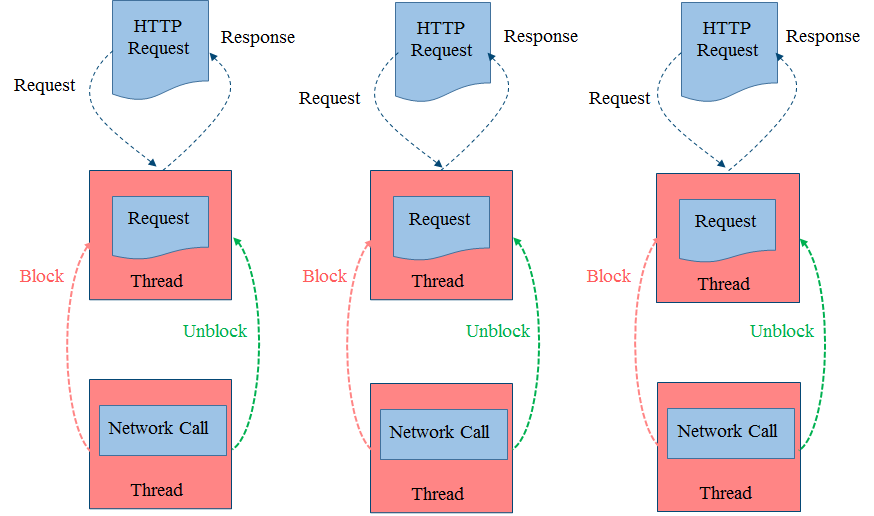 HTTP
Request
Response
Request
Request
Thread
Block
Unblock
Network Call
Thread
HTTP
Request
Response
Request
Request
Thread
Block
Unblock
Network Call
Thread
HTTP
Request
Response
Request
Request
Thread
Block
Unblock
Network Call
Thread